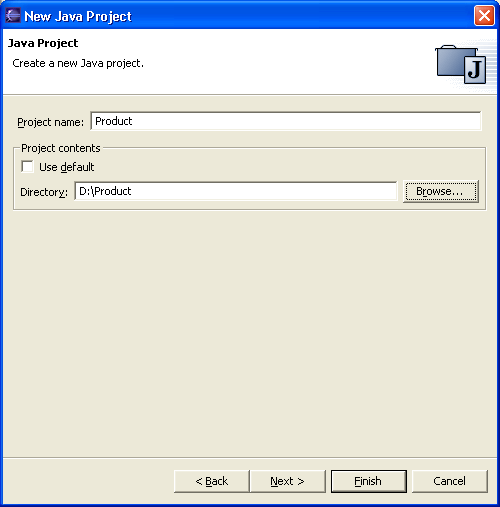 New Java Project
Java Project
Create a new Java project.
J
Project name: Product
Project contents
Use default
Directory: D:\Product Browse...
< Back Next > Finish Cancel